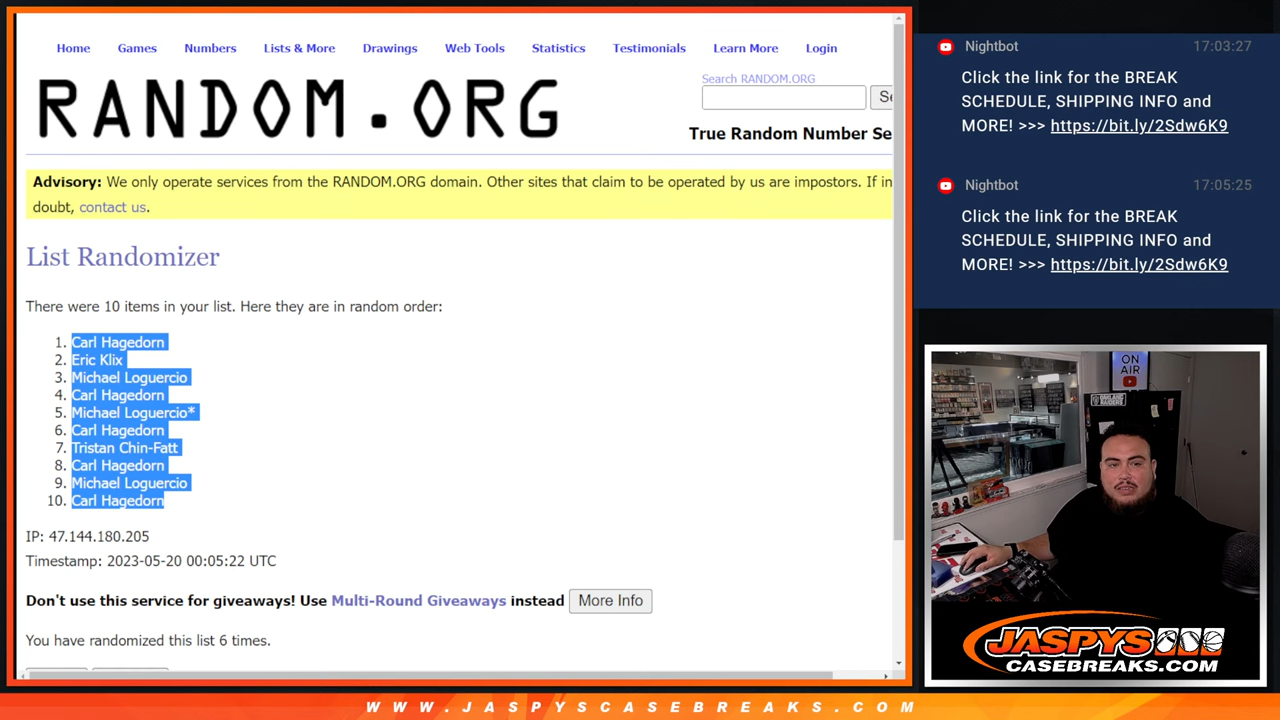 Home Games Numbers Lists & More Drawings Web Tools Statistics Testimonials Learn More Login
RANDOM.ORG
Search RANDOM.ORG
Se
True Random Number Se
Advisory: We only operate services from the RANDOM.ORG domain. Other sites that claim to be operated by us are impostors. If in
doubt, contact us.
List Randomizer
There were 10 items in your list. Here they are in random order:
1. Carl Hagedorn
2. Eric Klix
3. Michael Loguercio
4. Carl Hagedorn
5. Michael Loguercio*
6. Carl Hagedorn
7. Tristan Chin-Fatt
8. Carl Hagedorn
9. Michael Loguercio
10. Carl Hagedorn
IP: 47.144.180.205
Timestamp: 2023-05-20 00:05:22 UTC
Don't use this service for giveaways! Use Multi-Round Giveaways instead More Info
You have randomized this list 6 times.
Nightbot 17:03:27
Click the link for the BREAK
SCHEDULE, SHIPPING INFO and
MORE! >>> https://bit.ly/2Sdw6K9
Nightbot 17:05:25
Click the link for the BREAK
SCHEDULE, SHIPPING INFO and
MORE! >>> https://bit.ly/2Sdw6K9
ON
AIR
OAKLAND
RAIDERS
JASPYS
CASEBREAKS.COM
WWW.JASPYSCASEBREAKS.COM